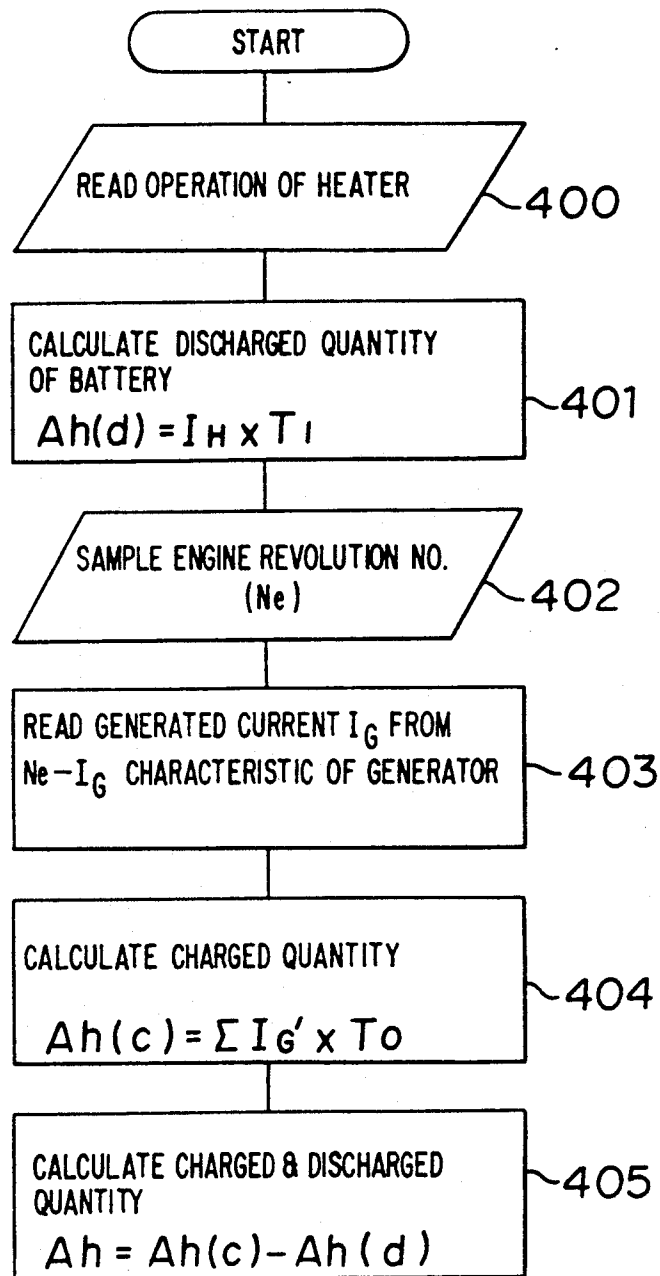 START
READ OPERATION OF HEATER
400
CALCULATE DISCHARGED QUANTITY
OF BATTERY
Ah(d) = IH x T1
401
SAMPLE ENGINE REVOLUTION NO.
(Ne)
402
READ GENERATED CURRENT IG FROM
Ne-IG CHARACTERISTIC OF GENERATOR
403
CALCULATE CHARGED QUANTITY
Ah(c) = Σ IG' x To
404
CALCULATE CHARGED & DISCHARGED
QUANTITY
Ah = Ah(c) - Ah(d)
405